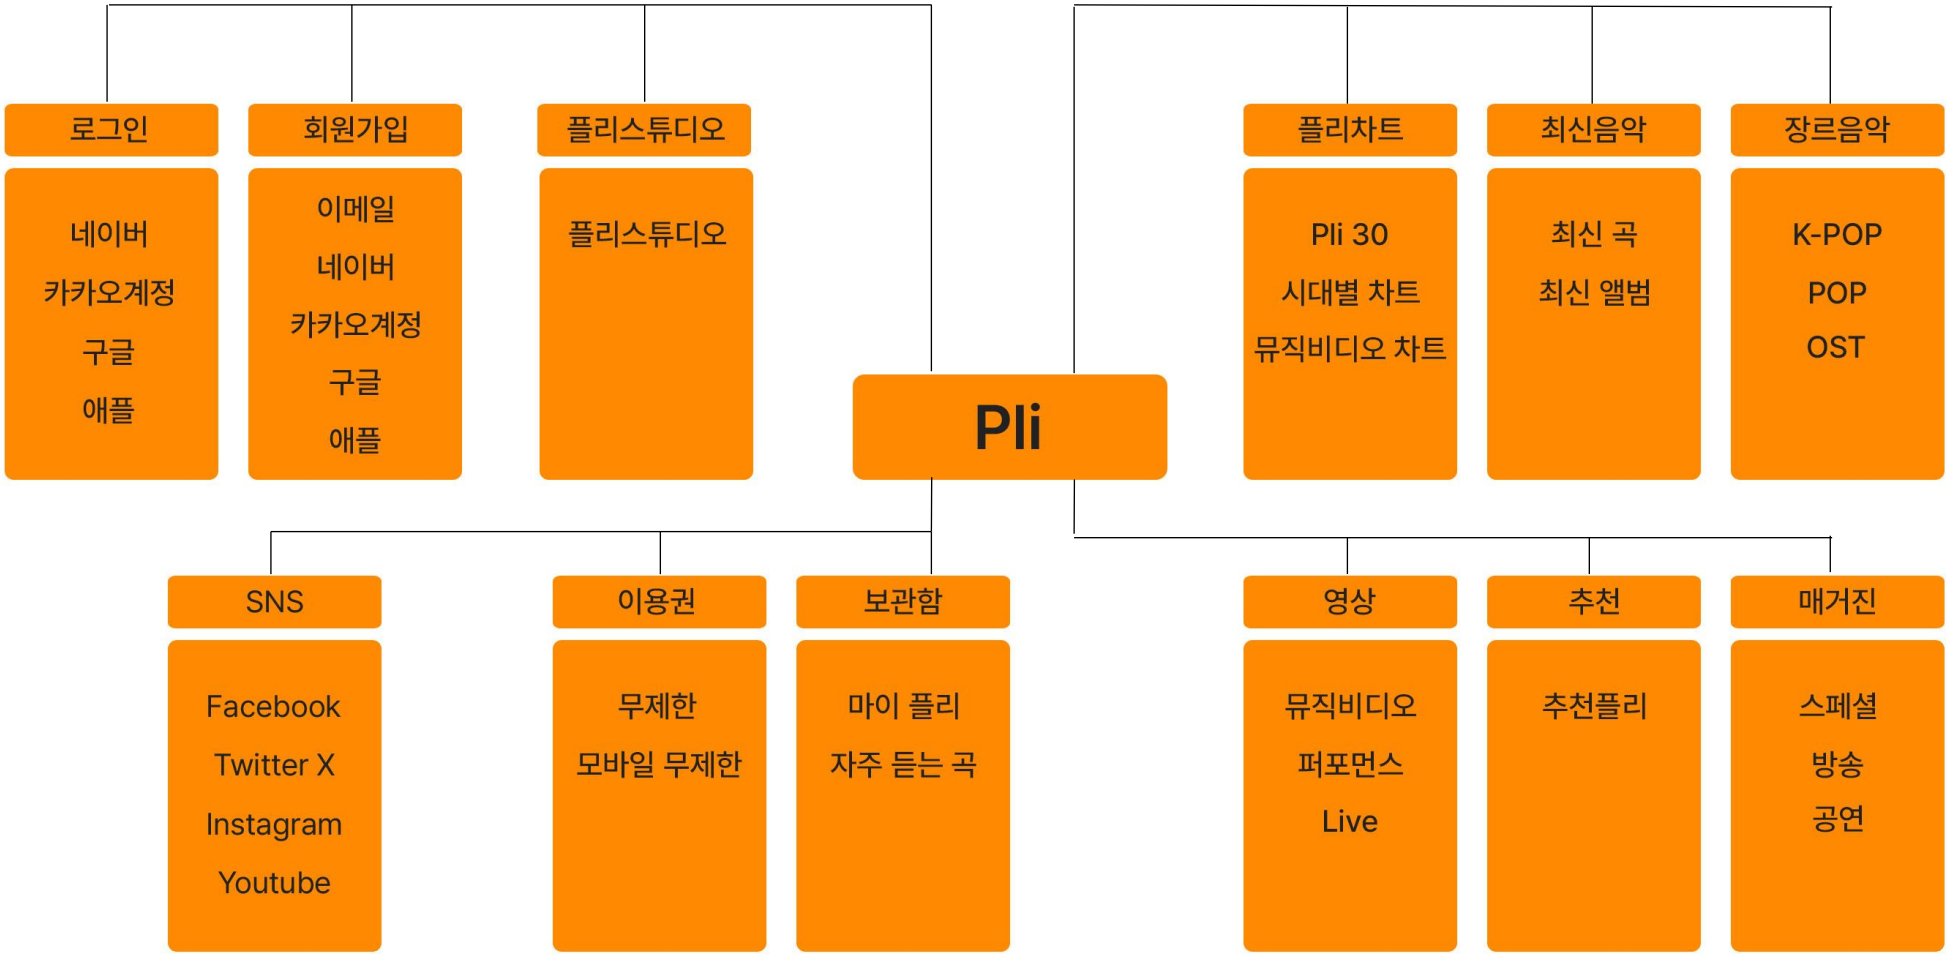 로그인
네이버
카카오계정
구글
애플
회원가입
이메일
네이버
카카오계정
구글
애플
플리스튜디오
플리스튜디오
플리차트
Pli 30
시대별 차트
뮤직비디오 차트
최신음악
최신 곡
최신 앨범
장르음악
K-POP
POP
OST
Pli
SNS
Facebook
Twitter X
Instagram
Youtube
이용권
무제한
모바일 무제한
보관함
마이 플리
자주 듣는 곡
영상
뮤직비디오
퍼포먼스
Live
추천
추천플리
매거진
스페셜
방송
공연